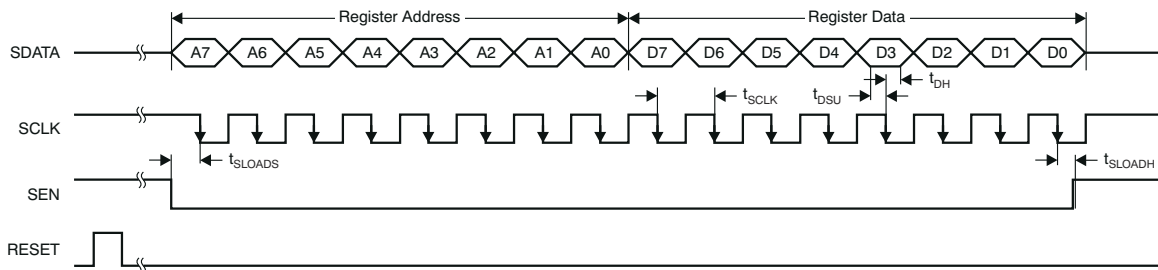 Register Address Register Data
SDATA A7 A6 A5 A4 A3 A2 A1 A0 D7 D6 D5 D4 D3 D2 D1 D0
tSCLK tDSU tDH
SCLK
tSLOADS tSLOADH
SEN
RESET